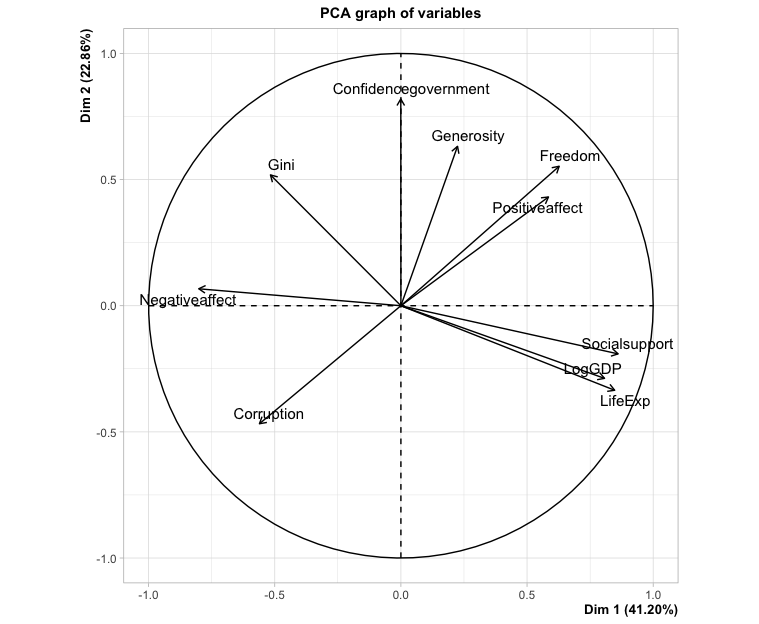 PCA graph of variables
Dim 2 (22.86%)
1.0
Confidencegovernment
Generosity
Freedom
Gini
0.5
Positiveaffect
Negativeaffect
0.0
Socialsupport
LogGDP
LifeExp
Corruption
-0.5
-1.0
-1.0 -0.5 0.0 0.5 1.0
Dim 1 (41.20%)